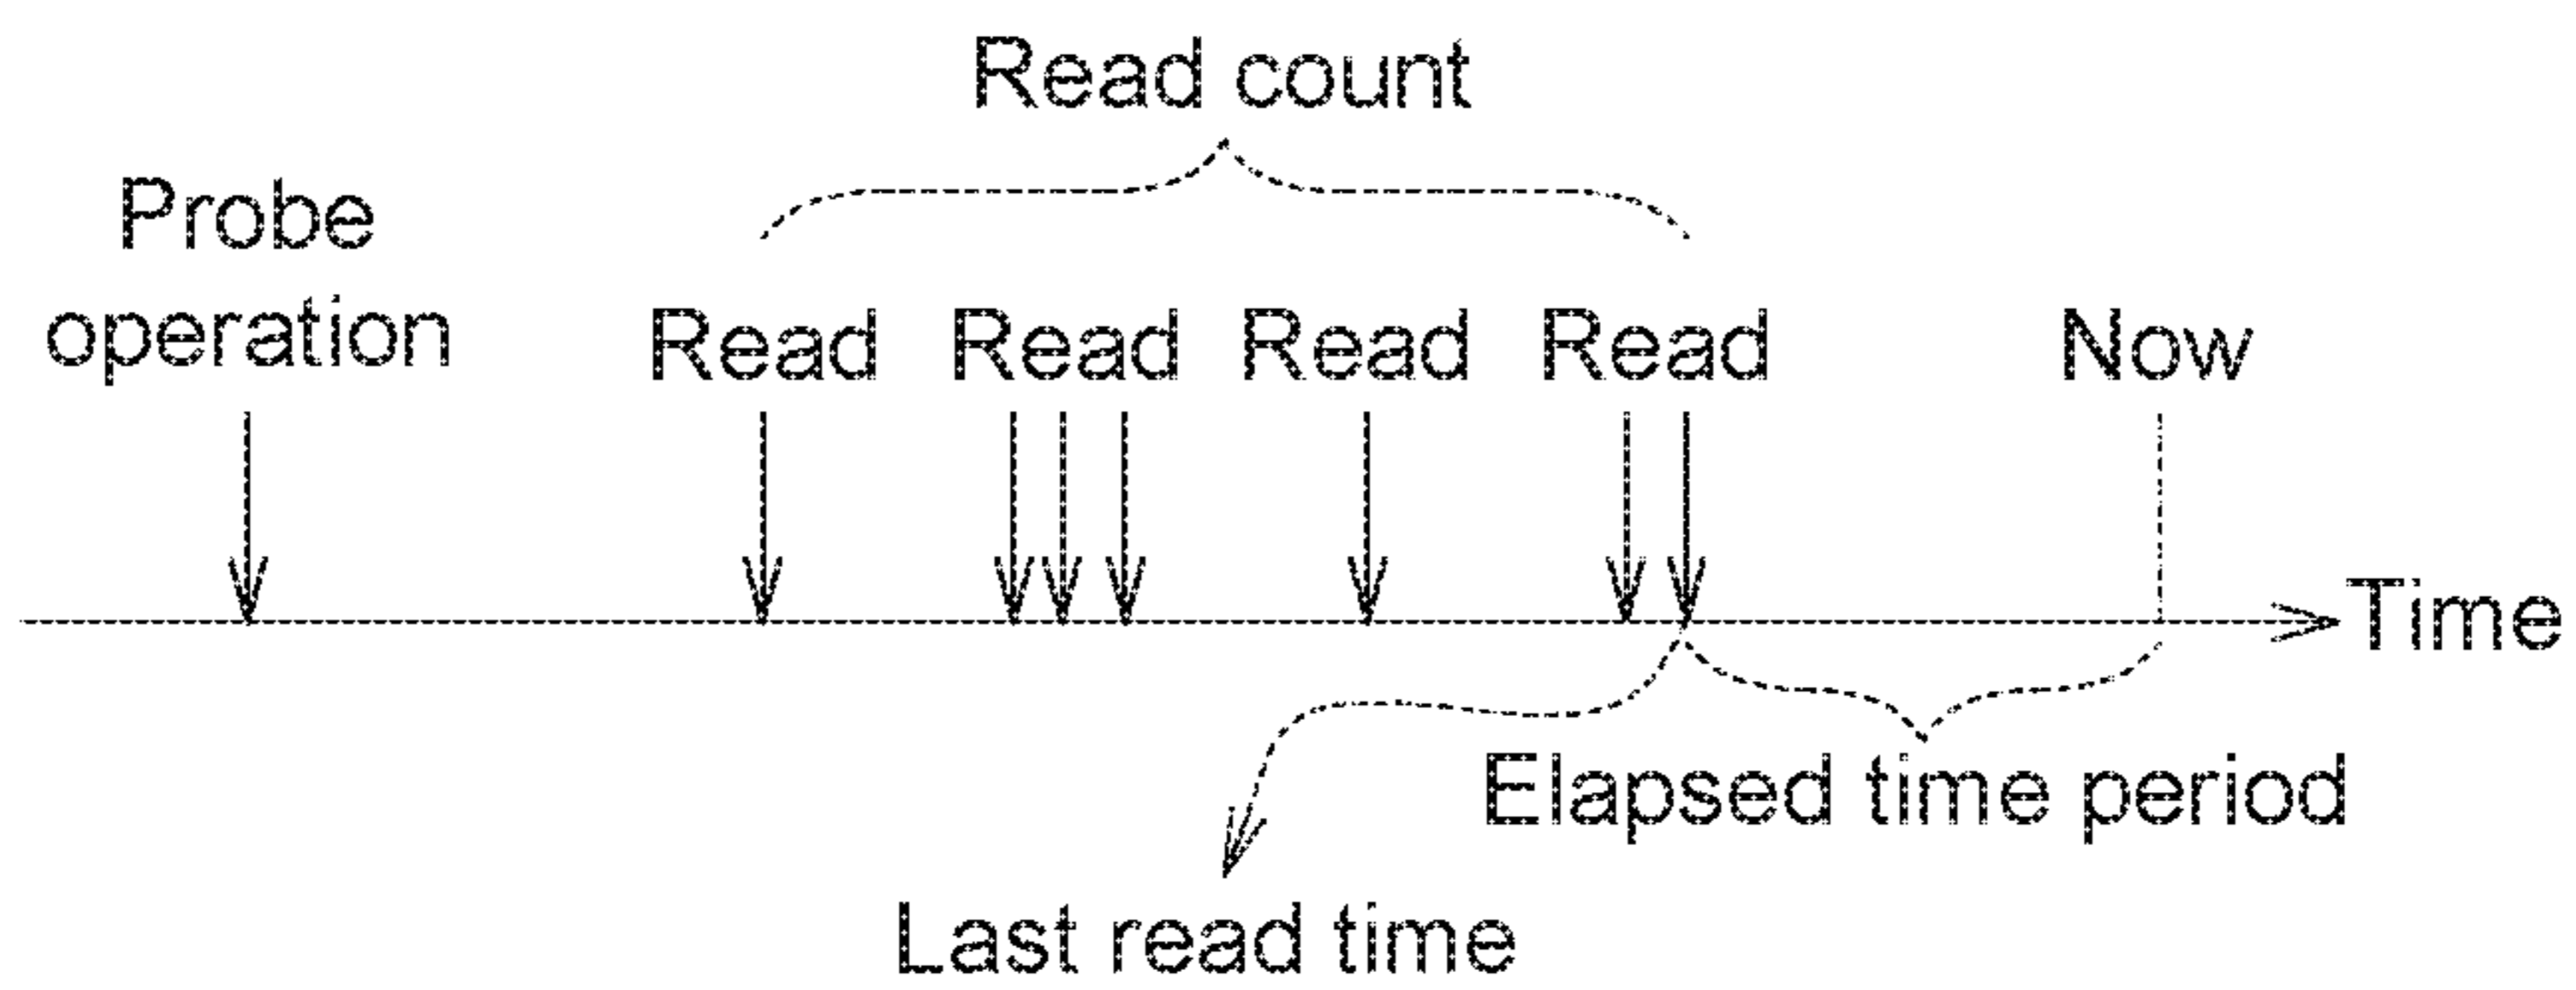 Read count
Probe
operation
Read Read Read Read Now
Time
Elapsed time period
Last read time